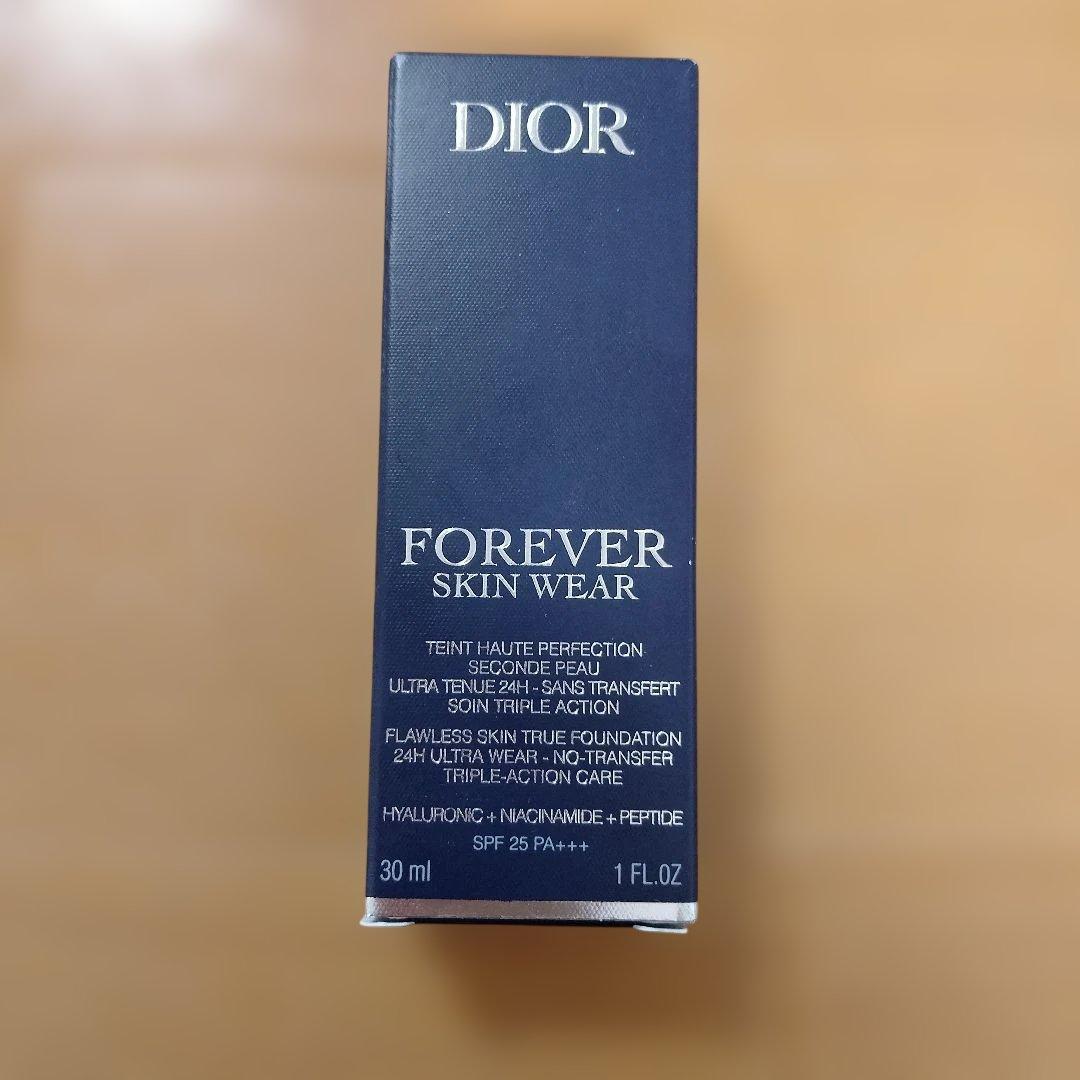 DIOR
FOREVER
SKIN WEAR
TEINT HAUTE PERFECTION
SECONDE PEAU
ULTRA TENUE 24H - SANS TRANSFERT
SOIN TRIPLE ACTION
FLAWLESS SKIN TRUE FOUNDATION
24H ULTRA WEAR - NO-TRANSFER
TRIPLE-ACTION CARE
HYALURONIC + NIACINAMIDE + PEPTIDE
SPF 25 PA+++
30 ml 1 FL.OZ